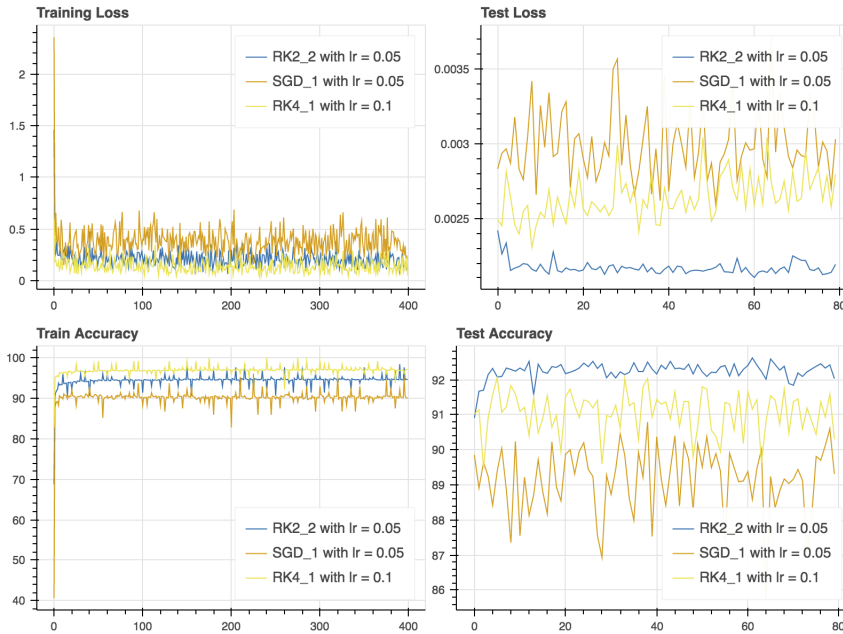 Training Loss
RK2_2 with lr = 0.05
SGD_1 with lr = 0.05
RK4_1 with lr = 0.1
2
1.5
1
0.5
0
0
100
200
300
400
Test Loss
RK2_2 with lr = 0.05
SGD_1 with lr = 0.05
RK4_1 with lr = 0.1
0.0035
0.003
0.0025
0
20
40
60
80
Train Accuracy
100
90
80
70
60
50
40
RK2_2 with lr = 0.05
SGD_1 with lr = 0.05
RK4_1 with lr = 0.1
0
100
200
300
400
Test Accuracy
92
91
90
89
88
87
86
RK2_2 with lr = 0.05
SGD_1 with lr = 0.05
RK4_1 with lr = 0.1
0
20
40
60
80